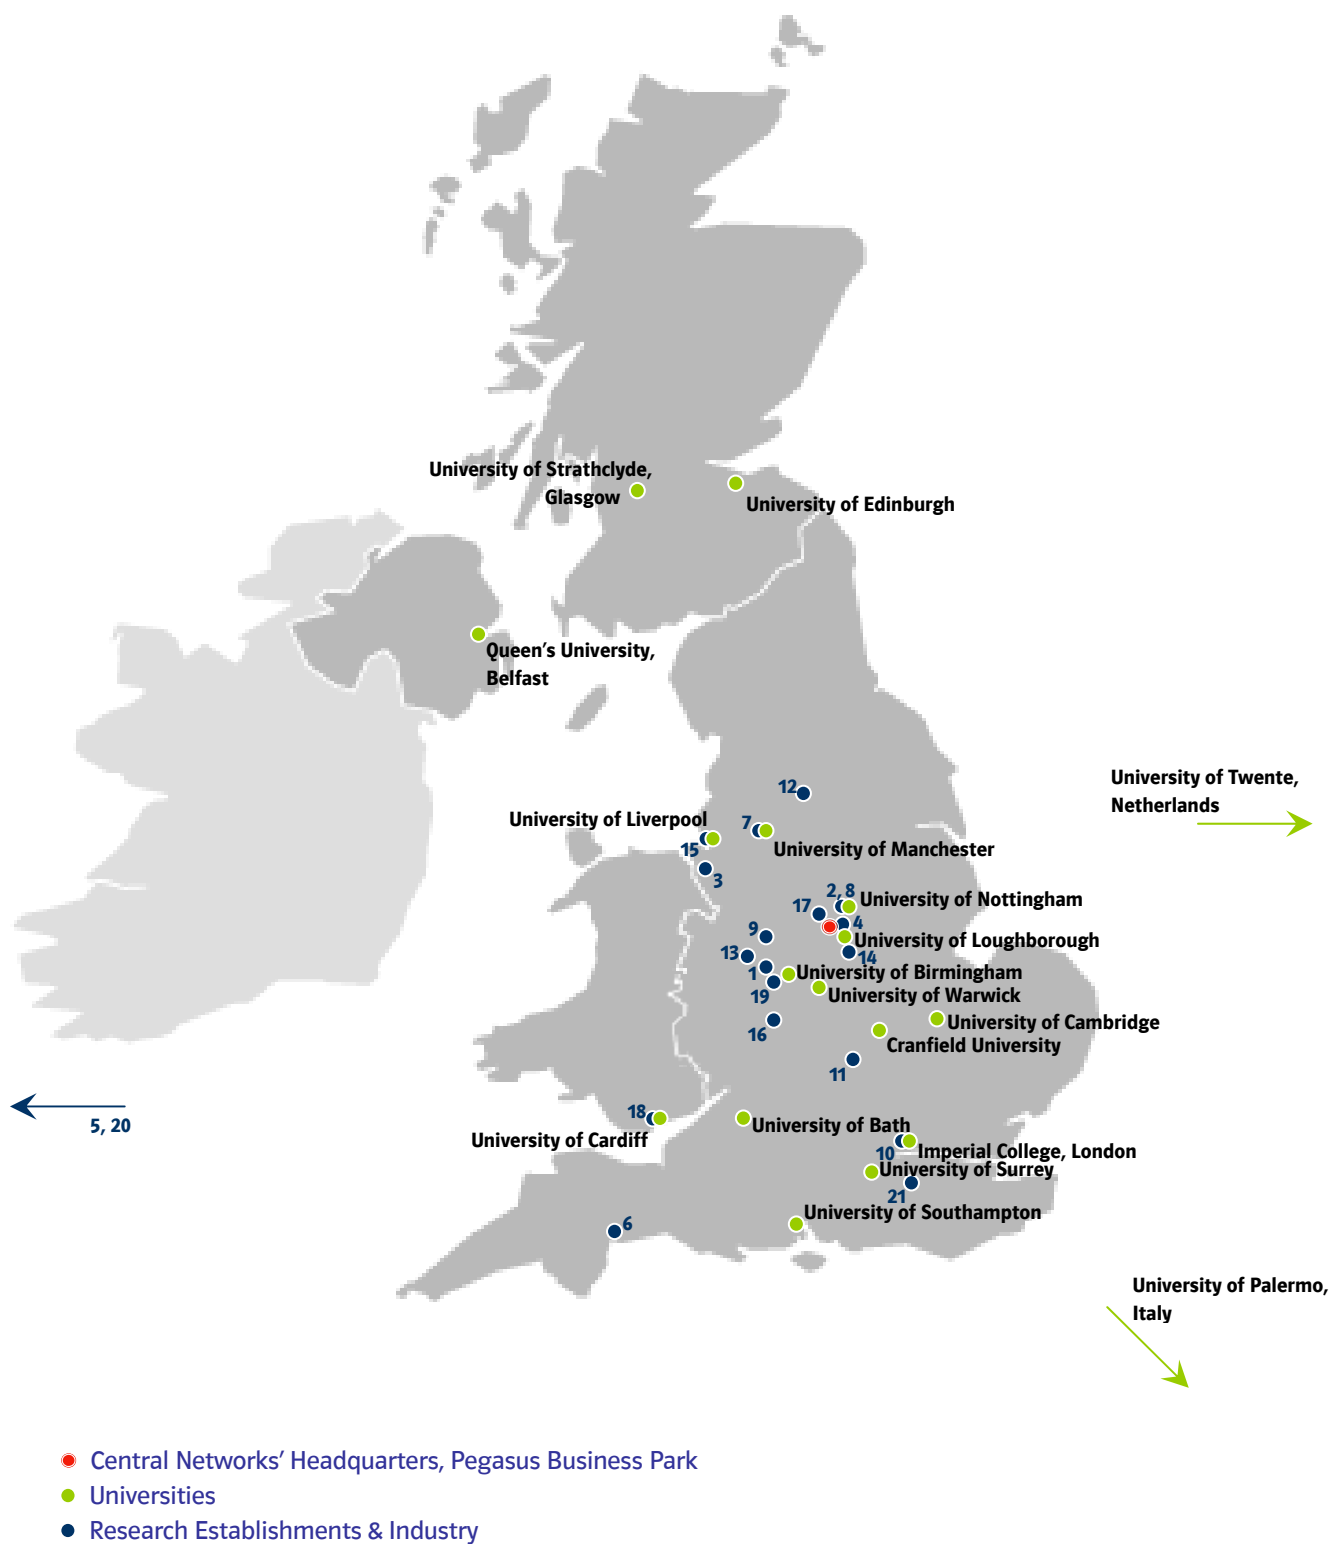 University of Strathclyde,
Glasgow
University of Edinburgh
Queen's University,
Belfast
University of Twente,
Netherlands
12
University of Liverpool
7
15
University of Manchester
3
2, 8
University of Nottingham
17
4
9
University of Loughborough
13
14
1
University of Birmingham
19
University of Warwick
16
University of Cambridge
Cranfield University
11
5, 20
18
University of Cardiff
University of Bath
10
Imperial College, London
University of Surrey
21
University of Southampton
6
University of Palermo,
Italy
Central Networks' Headquarters, Pegasus Business Park
Universities
Research Establishments & Industry